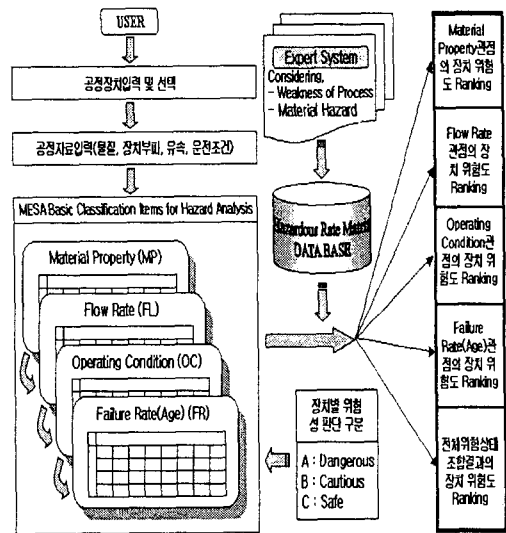 USER
공정장치입력 및 선택
공정자료입력(물질, 장치부피, 유속, 운전조건)
MESA Basic Classification Items for Hazard Analysis
Material Property (MP)
Flow Rate (FL)
Operating Condition (OC)
Failure Rate(Age) (FR)
Expert System
Considering,
- Weakness of Process
- Material Hazard
Hazardous Rate Matrix
DATA BASE
장치별 위험
성 판단 구분
A : Dangerous
B : Cautious
C : Safe
Material
Property관점
의 장치 위험
도 Ranking
Flow Rate
관점의 장
치 위험도
Ranking
Operating
Condition관
점의 장치 위
험도 Ranking
Failure
Rate(Age)관
점의 장치 위
험도 Ranking
전체위험상태
조합결과의
장치 위험도
Ranking